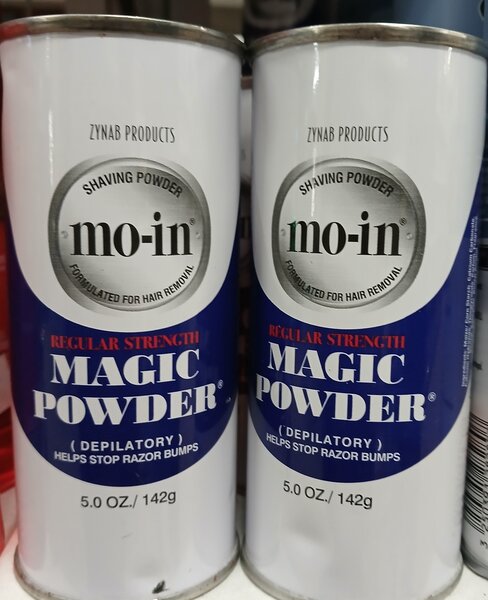 ZYNAB PRODUCTS
SHAVING POWDER
mo-in®
FORMULATED FOR HAIR REMOVAL
REGULAR STRENGTH
MAGIC
POWDER®
( DEPILATORY )
HELPS STOP RAZOR BUMPS
5.0 OZ./ 142g
ZYNAB PRODUCTS
SHAVING POWDER
mo-in®
FORMULATED FOR HAIR REMOVAL
REGULAR STRENGTH
MAGIC
POWDER®
( DEPILATORY )
HELPS STOP RAZOR BUMPS
5.0 OZ./ 142g